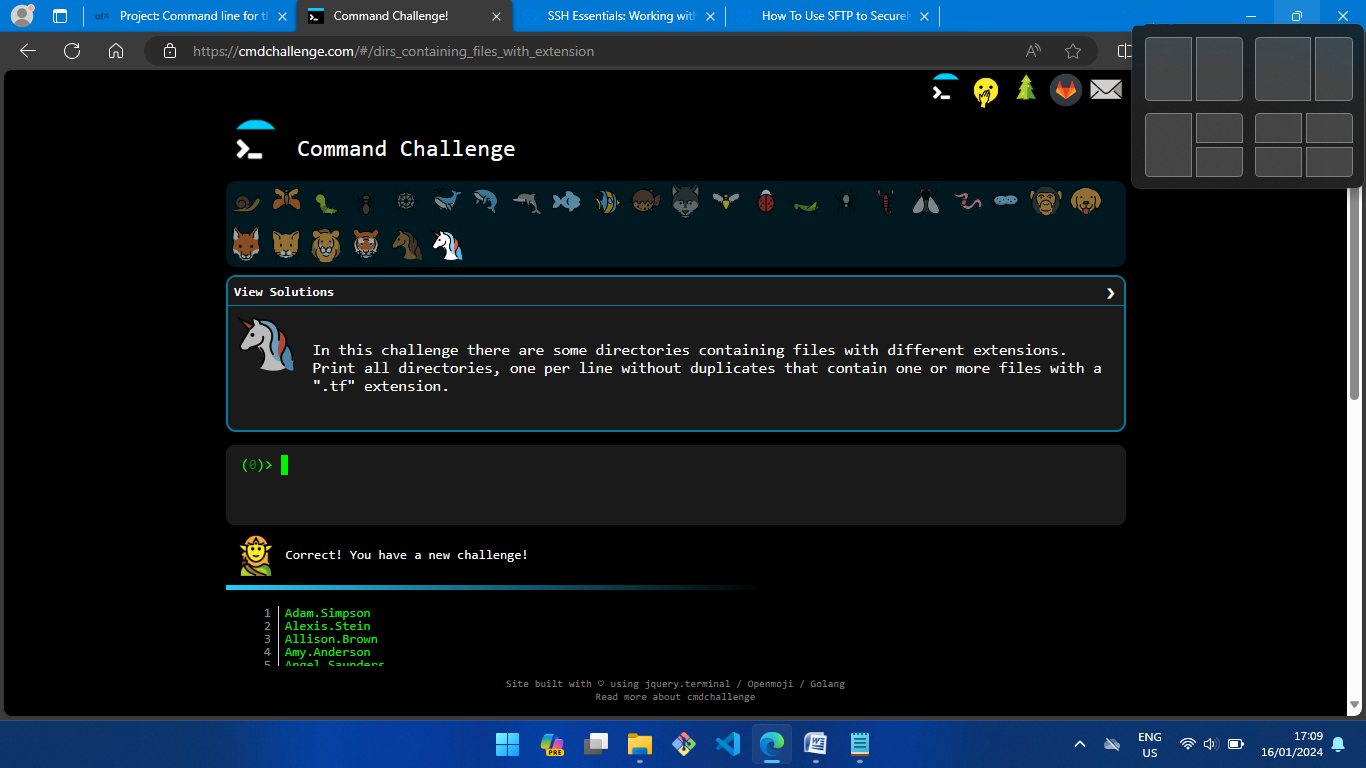 Project: Command line for t
Command Challenge!
SSH Essentials: Working wit
How To Use SFTP to Securel
https://cmdchallenge.com/#/dirs_containing_files_with_extension
Command Challenge
View Solutions
In this challenge there are some directories containing files with different extensions.
Print all directories, one per line without duplicates that contain one or more files with a
".tf" extension.
(0)>
Correct! You have a new challenge!
1 Adam.Simpson
2 Alexis.Stein
3 Allison.Brown
4 Amy.Anderson
5 Angel.Saunders
Site built with ♡ using jquery.terminal / Openmoji / Golang
Read more about cmdchallenge
PRE
ENG
US
17:09
16/01/2024